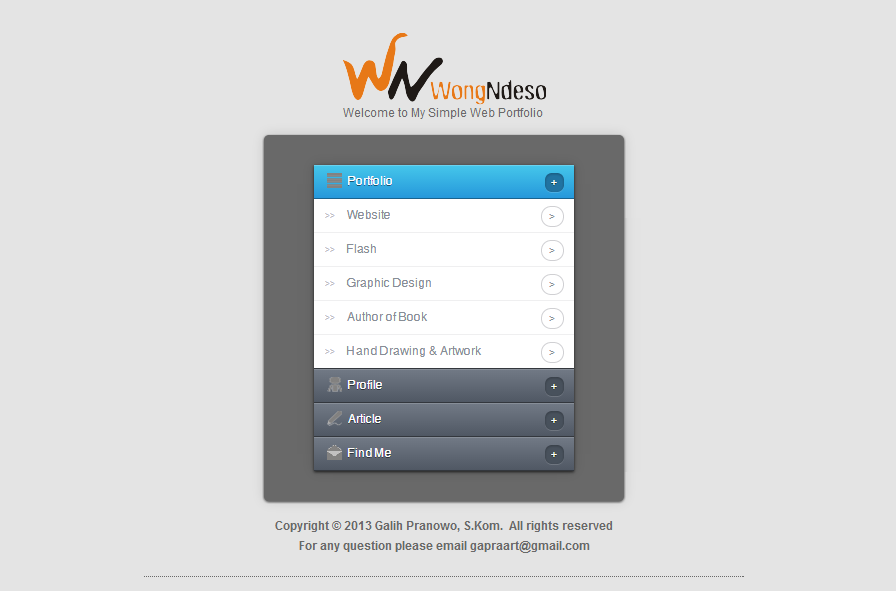 WN WongNdeso
Welcome to My Simple Web Portfolio
Portfolio +
>> Website >
>> Flash >
>> Graphic Design >
>> Author of Book >
>> Hand Drawing & Artwork >
Profile +
Article +
Find Me +
Copyright © 2013 Galih Pranowo, S.Kom. All rights reserved
For any question please email gapraart@gmail.com